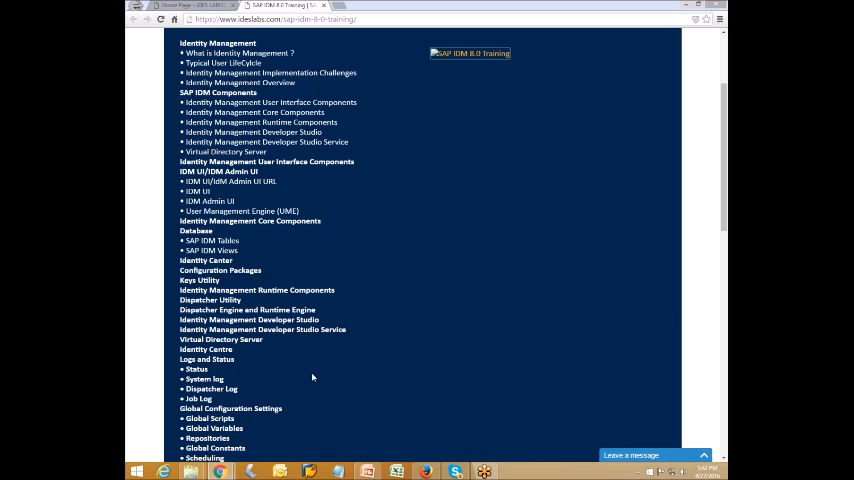 Home Page - IDES LABS
SAP IDM 8.0 Training | SA
https://www.ideslabs.com/sap-idm-8-0-training/
Identity Management
• What is Identity Management ?
• Typical User LifeCylcle
• Identity Management Implementation Challenges
• Identity Management Overview
SAP IDM Components
• Identity Management User Interface Components
• Identity Management Core Components
• Identity Management Runtime Components
• Identity Management Developer Studio
• Identity Management Developer Studio Service
• Virtual Directory Server
Identity Management User Interface Components
IDM UI/IDM Admin UI
• IDM UI/IdM Admin UI URL
• IDM UI
• IDM Admin UI
• User Management Engine (UME)
Identity Management Core Components
Database
• SAP IDM Tables
• SAP IDM Views
Identity Center
Configuration Packages
Keys Utility
Identity Management Runtime Components
Dispatcher Utility
Dispatcher Engine and Runtime Engine
Identity Management Developer Studio
Identity Management Developer Studio Service
Virtual Directory Server
Identity Centre
Logs and Status
• Status
• System log
• Dispatcher Log
• Job Log
Global Configuration Settings
• Global Scripts
• Global Variables
• Repositories
• Global Constants
• Scheduling
SAP IDM 8.0 Training
Leave a message
5:42 PM
4/27/2016